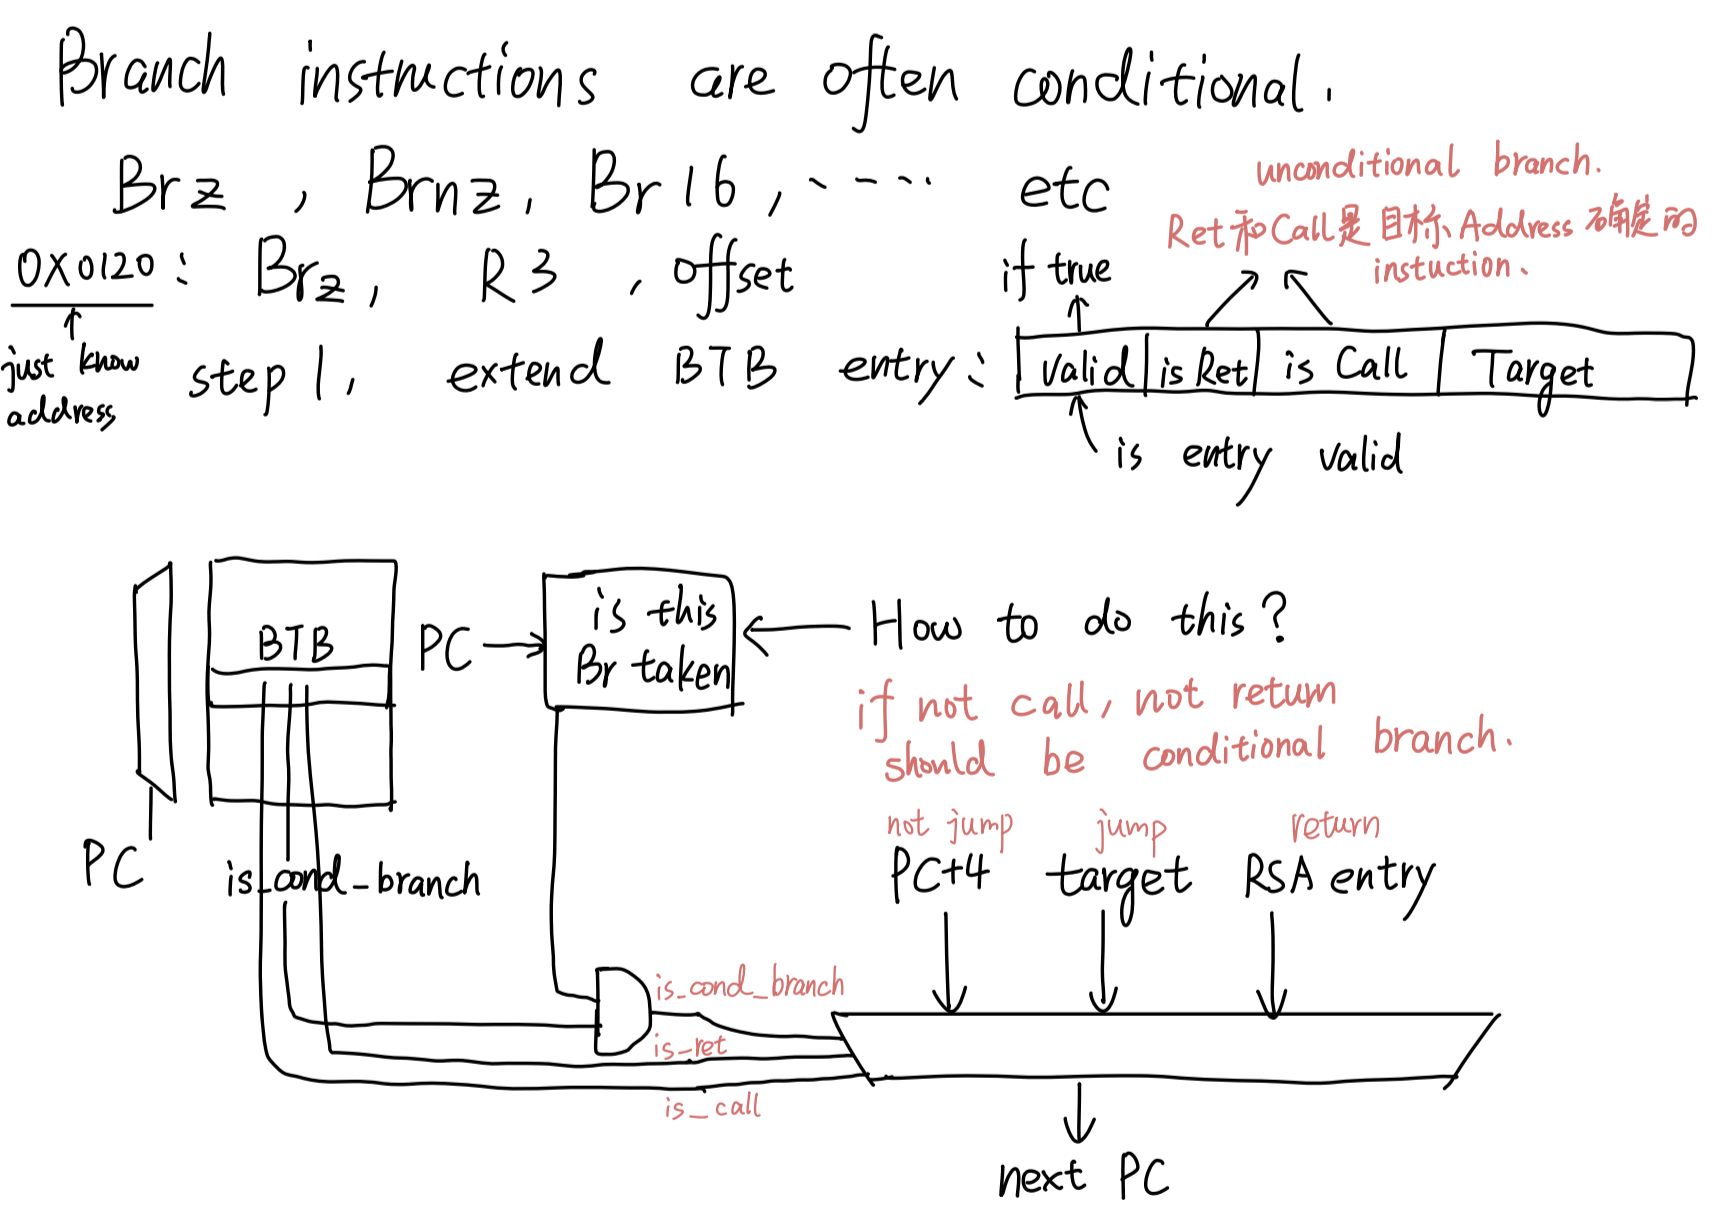 Branch instructions are often conditional.
Brz , Brnz, Br16, ..... etc
unconditional branch.
Ret和Call是目标Address确定的
instuction.
0X0120: Brz, R3 , offset
if true
just know
address
step 1, extend BTB entry:
valid is Ret is Call Target
is entry valid
BTB
PC
is this
Br taken
How to do this?
if not call, not return
should be conditional branch.
PC
is_cond_branch
not jump jump return
PC+4 target RSA entry
is_cond_branch
is_ret
is_call
next PC